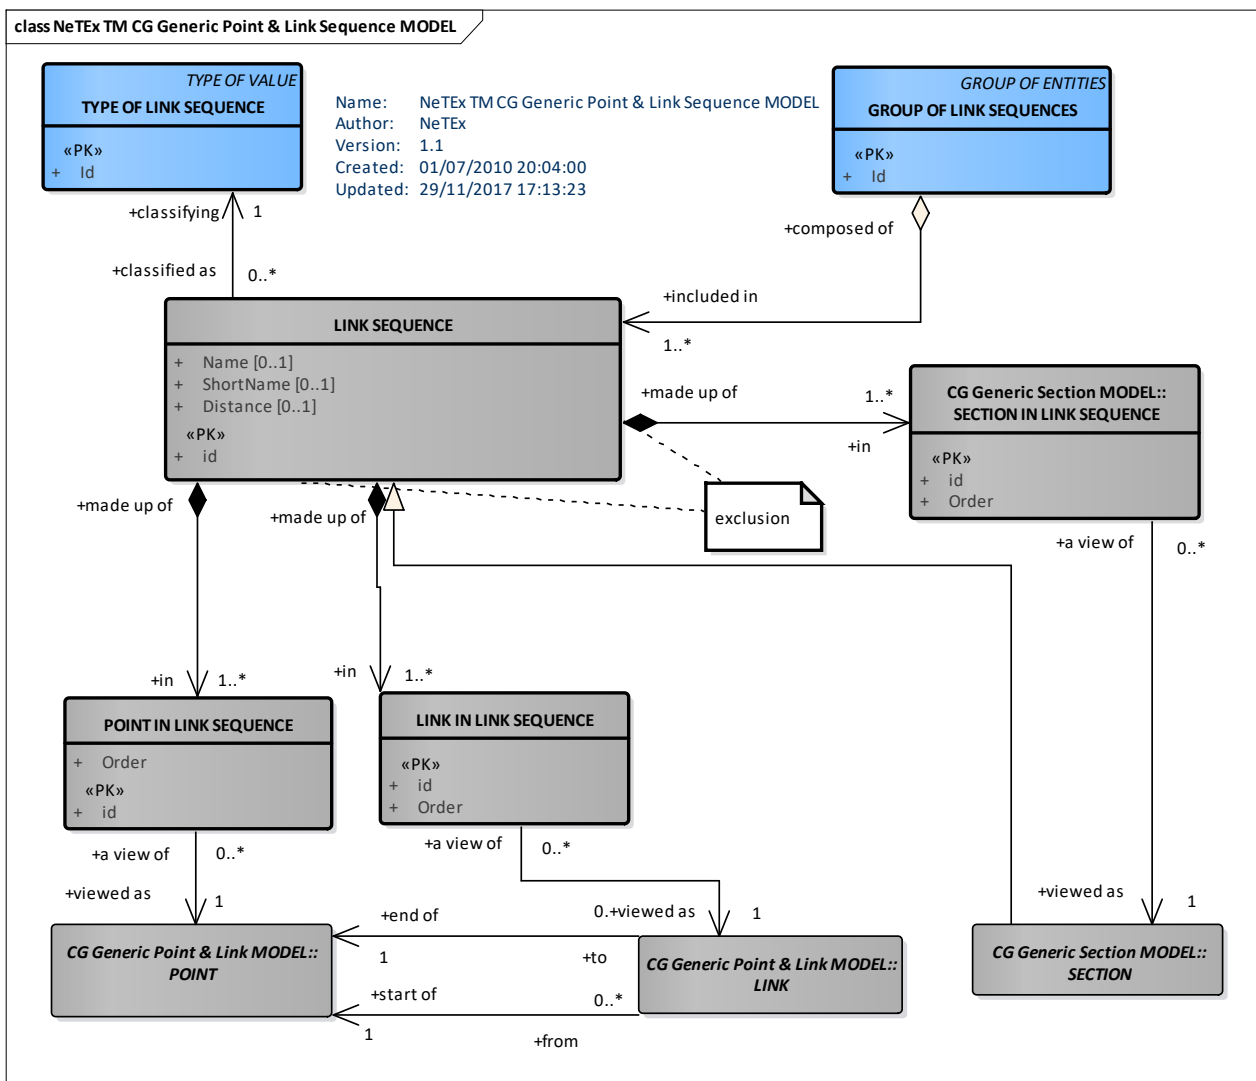 class NeTEx TM CG Generic Point & Link Sequence MODEL
TYPE OF VALUE
TYPE OF LINK SEQUENCE
«PK»
+ Id
Name: NeTEx TM CG Generic Point & Link Sequence MODEL
Author: NeTEx
Version: 1.1
Created: 01/07/2010 20:04:00
Updated: 29/11/2017 17:13:23
GROUP OF ENTITIES
GROUP OF LINK SEQUENCES
«PK»
+ Id
+classifying 1
+composed of
+classified as 0..*
+included in
1..*
LINK SEQUENCE
+ Name [0..1]
+ ShortName [0..1]
+ Distance [0..1]
«PK»
+ id
+made up of 1..*
+in
CG Generic Section MODEL::
SECTION IN LINK SEQUENCE
«PK»
+ id
+ Order
+made up of
+made up of
exclusion
+a view of 0..*
+in 1..*
+in 1..*
POINT IN LINK SEQUENCE
+ Order
«PK»
+ id
LINK IN LINK SEQUENCE
«PK»
+ id
+ Order
+a view of 0..*
+viewed as 1
+a view of 0..*
+viewed as 1
+viewed as 1
+end of 0..
1 +to
+start of 0..*
1 +from
CG Generic Point & Link MODEL::
POINT
CG Generic Point & Link MODEL::
LINK
CG Generic Section MODEL::
SECTION